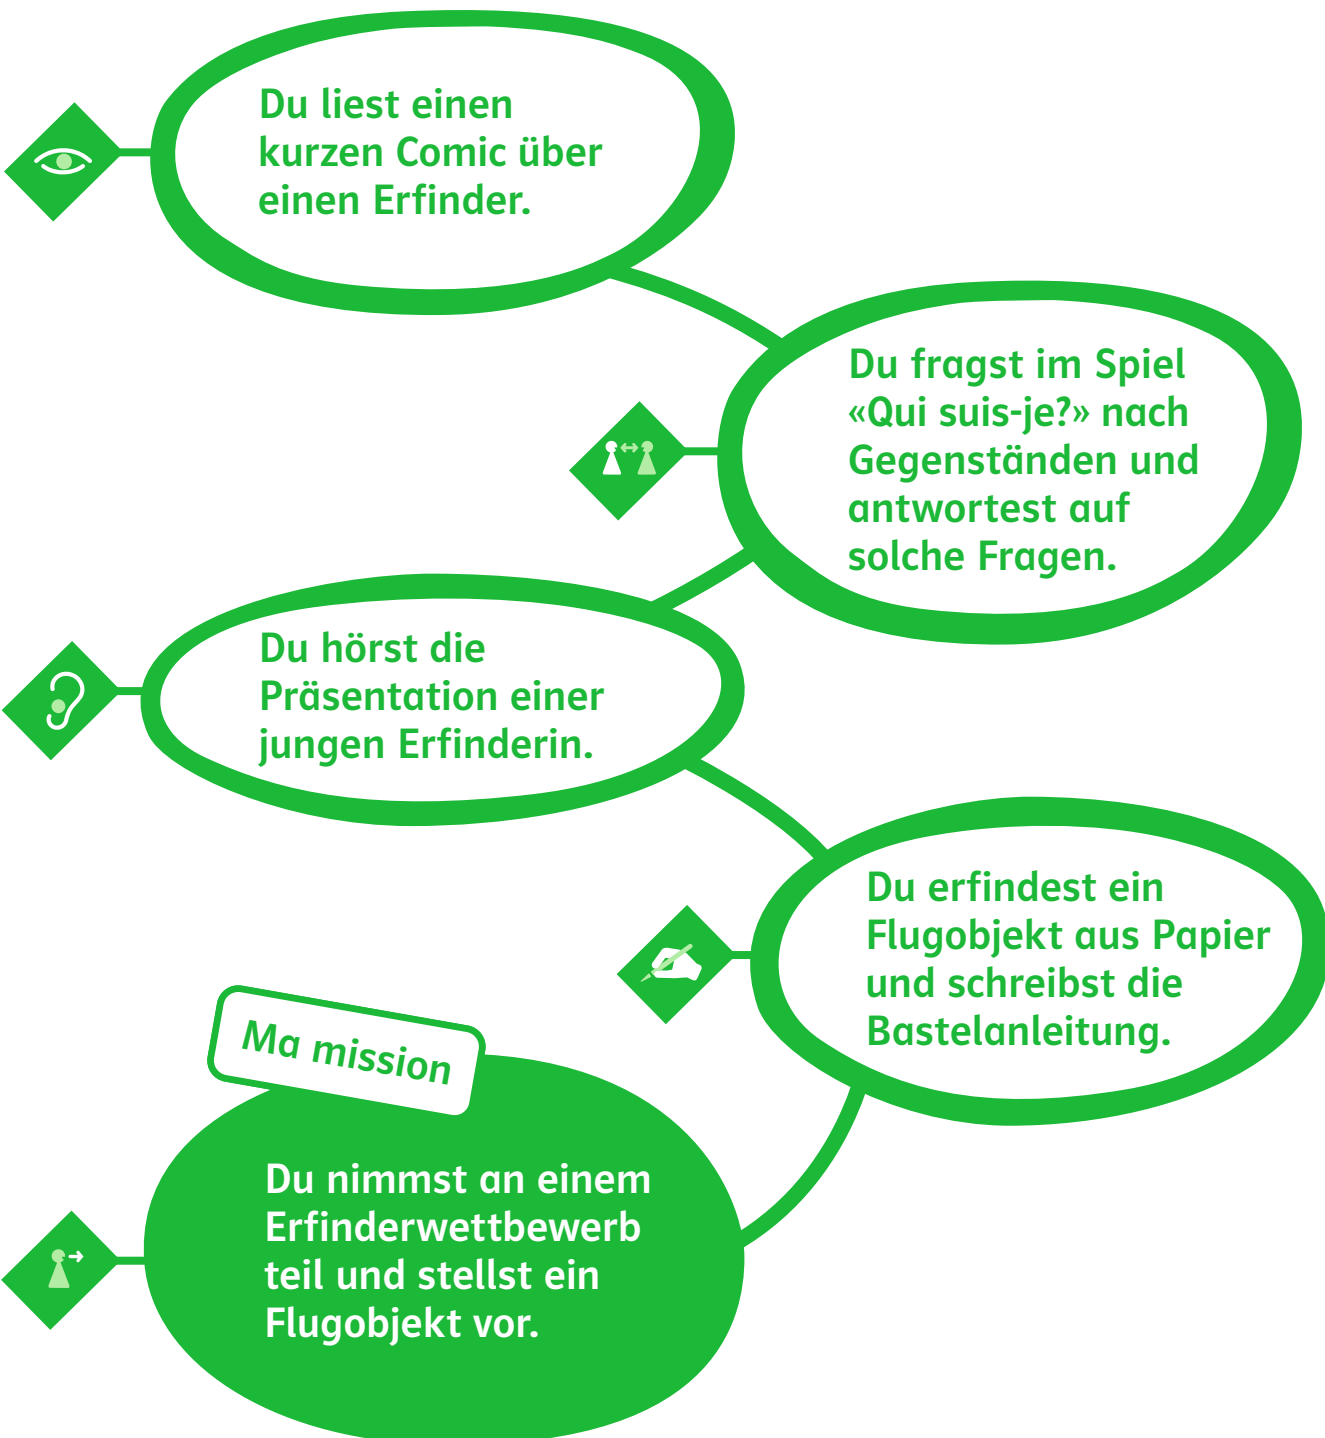 Du liest einen
kurzen Comic über
einen Erfinder.
Du fragst im Spiel
«Qui suis-je?» nach
Gegenständen und
antwortest auf
solche Fragen.
Du hörst die
Präsentation einer
jungen Erfinderin.
Du erfindest ein
Flugobjekt aus Papier
und schreibst die
Bastelanleitung.
Ma mission
Du nimmst an einem
Erfinderwettbewerb
teil und stellst ein
Flugobjekt vor.